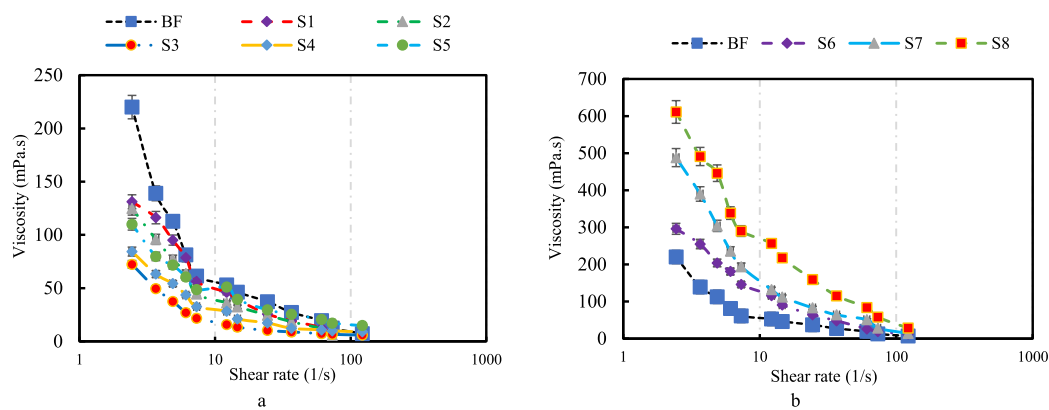 BF S1 S2
S3 S4 S5
250
200
150
100
50
0
Viscosity (mPa.s)
1 10 100 1000
Shear rate (1/s)
a
BF S6 S7 S8
700
600
500
400
300
200
100
0
Viscosity (mPa.s)
1 10 100 1000
Shear rate (1/s)
b